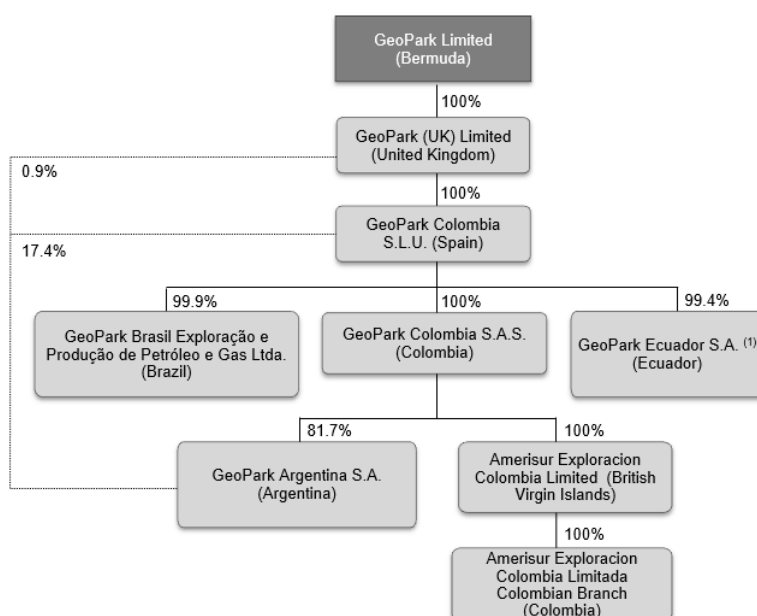 GeoPark Limited
(Bermuda)
100%
GeoPark (UK) Limited
(United Kingdom)
0.9%
100%
GeoPark Colombia
S.L.U. (Spain)
17.4%
99.9%
100%
99.4%
GeoPark Brasil Exploração e
Produção de Petróleo e Gas Ltda.
(Brazil)
GeoPark Colombia S.A.S.
(Colombia)
GeoPark Ecuador S.A. (1)
(Ecuador)
81.7%
100%
GeoPark Argentina S.A.
(Argentina)
Amerisur Exploracion
Colombia Limited (British
Virgin Islands)
100%
Amerisur Exploracion
Colombia Limitada
Colombian Branch
(Colombia)